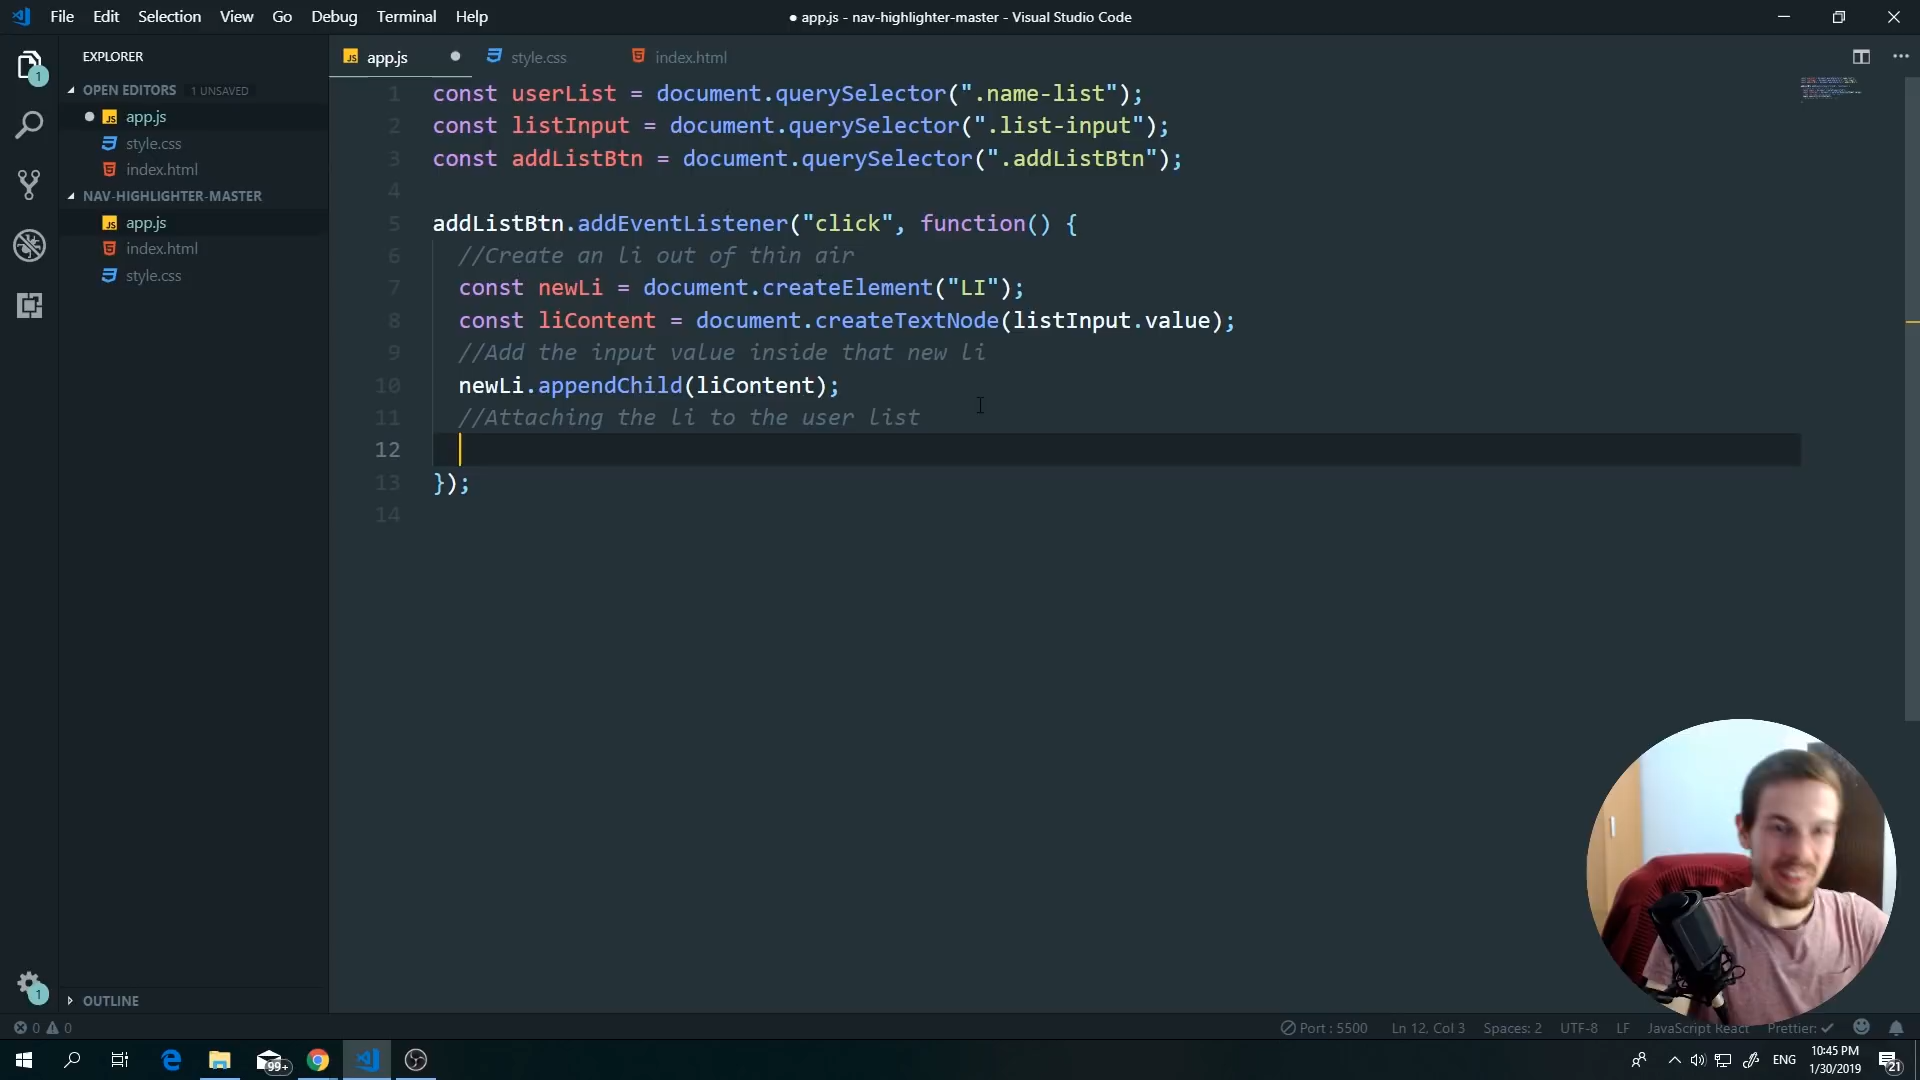 File Edit Selection View Go Debug Terminal Help
● app.js - nav-highlighter-master - Visual Studio Code
EXPLORER
1
OPEN EDITORS 1 UNSAVED
app.js
style.css
index.html
NAV-HIGHLIGHTER-MASTER
app.js
index.html
style.css
OUTLINE
1
app.js style.css index.html
1 const userList = document.querySelector(".name-list");
2 const listInput = document.querySelector(".list-input");
3 const addListBtn = document.querySelector(".addListBtn");
4
5 addListBtn.addEventListener("click", function() {
6 //Create an li out of thin air
7 const newLi = document.createElement("LI");
8 const liContent = document.createTextNode(listInput.value);
9 //Add the input value inside that new li
10 newLi.appendChild(liContent);
11 //Attaching the li to the user list
12
13 });
14
0 0 Port : 5500 Ln 12, Col 3 Spaces: 2 UTF-8 LF JavaScript React Prettier: ✓
99+ ENG 10:45 PM
1/30/2019
21